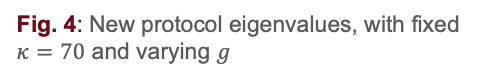 Fig. 4: New protocol eigenvalues, with fixed
κ = 70 and varying g